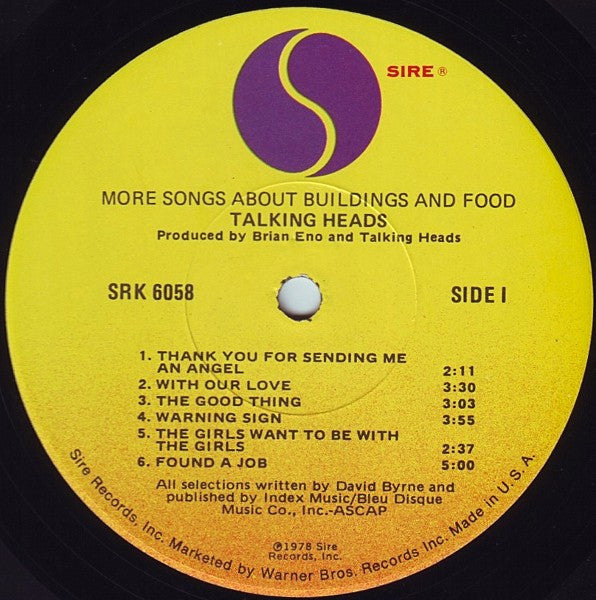 SIRE ®
MORE SONGS ABOUT BUILDINGS AND FOOD
TALKING HEADS
Produced by Brian Eno and Talking Heads
SRK 6058
SIDE I
1. THANK YOU FOR SENDING ME
AN ANGEL 2:11
2. WITH OUR LOVE 3:30
3. THE GOOD THING 3:03
4. WARNING SIGN 3:55
5. THE GIRLS WANT TO BE WITH
THE GIRLS 2:37
6. FOUND A JOB 5:00
All selections written by David Byrne and
published by Index Music/Bleu Disque
Music Co., Inc.-ASCAP
℗1978 Sire
Records, Inc.
Sire Records, Inc. Marketed by Warner Bros. Records Inc. Made in U.S.A.